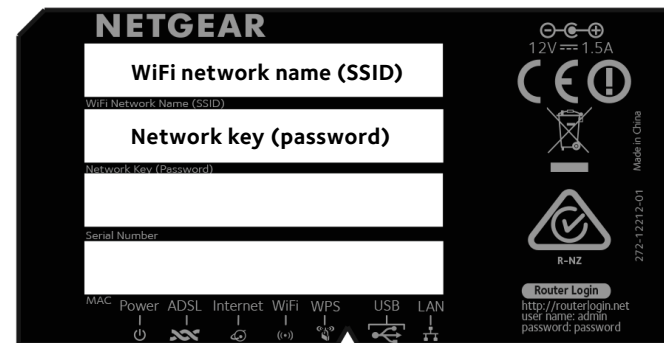 NETGEAR
WiFi network name (SSID)
WiFi Network Name (SSID)
Network key (password)
Network Key (Password)
Serial Number
MAC
Power ADSL Internet WiFi WPS USB LAN
12V 1.5A
CE
Made in China
272-12212-01
R-NZ
Router Login
http://routerlogin.net
user name: admin
password: password